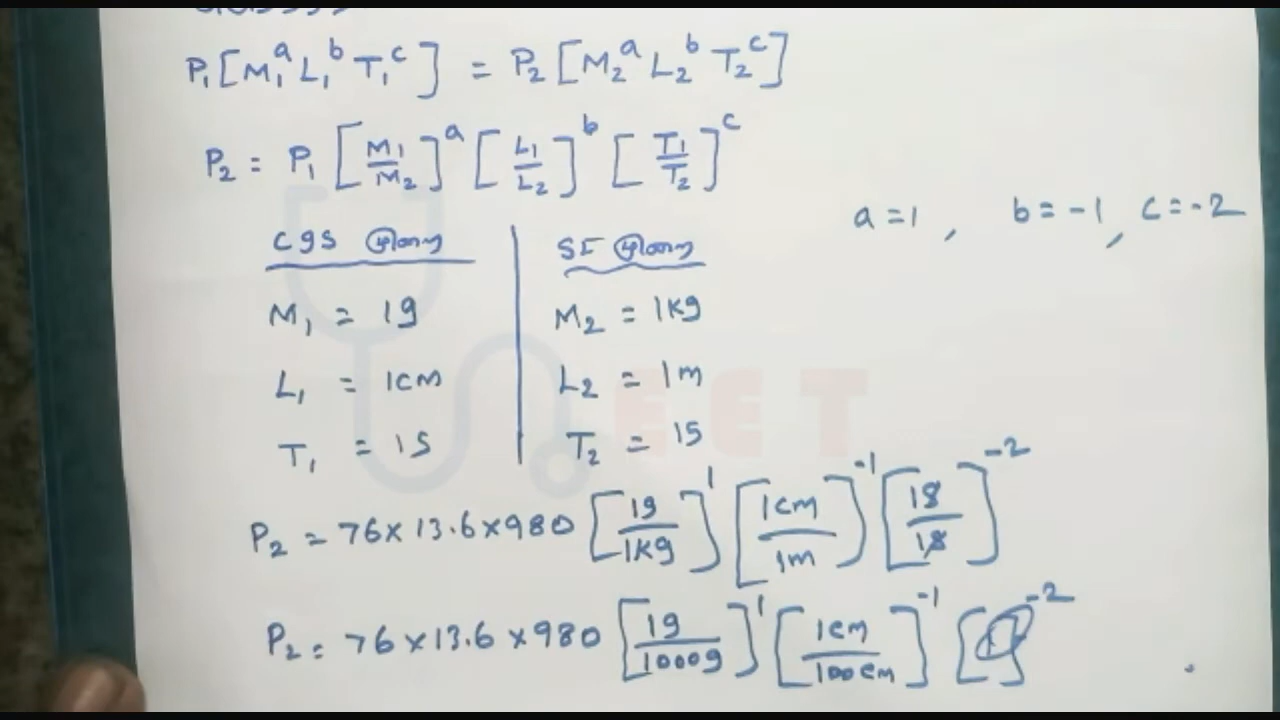 P₁[M₁ᵃ L₁ᵇ T₁ᶜ] = P₂[M₂ᵃ L₂ᵇ T₂ᶜ]
P₂ = P₁ [M₁/M₂]ᵃ [L₁/L₂]ᵇ [T₁/T₂]ᶜ
a = 1, b = -1, c = -2
CGS முறை SI முறை
M₁ = 1g M₂ = 1kg
L₁ = 1cm L₂ = 1m
T₁ = 1s T₂ = 1s
P₂ = 76 × 13.6 × 980 [1g/1kg]¹ [1cm/1m]⁻¹ [1s/1s]⁻²
P₂ = 76 × 13.6 × 980 [1g/1000g]¹ [1cm/100cm]⁻¹ [1]⁻²
EET